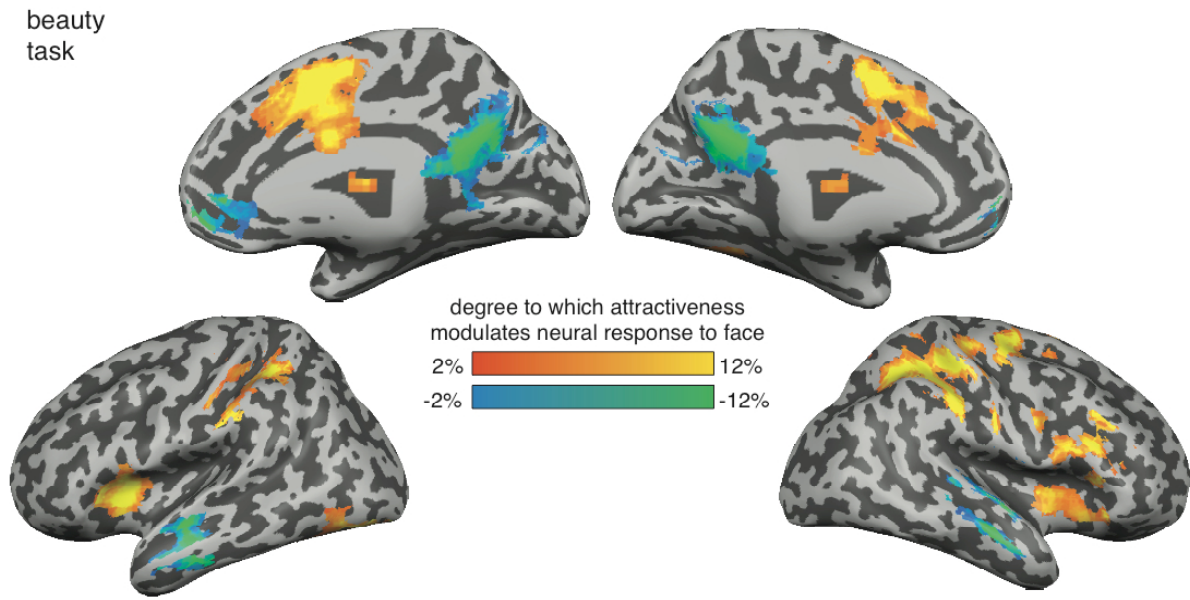 beauty
task
degree to which attractiveness
modulates neural response to face
2% 12%
-2% -12%